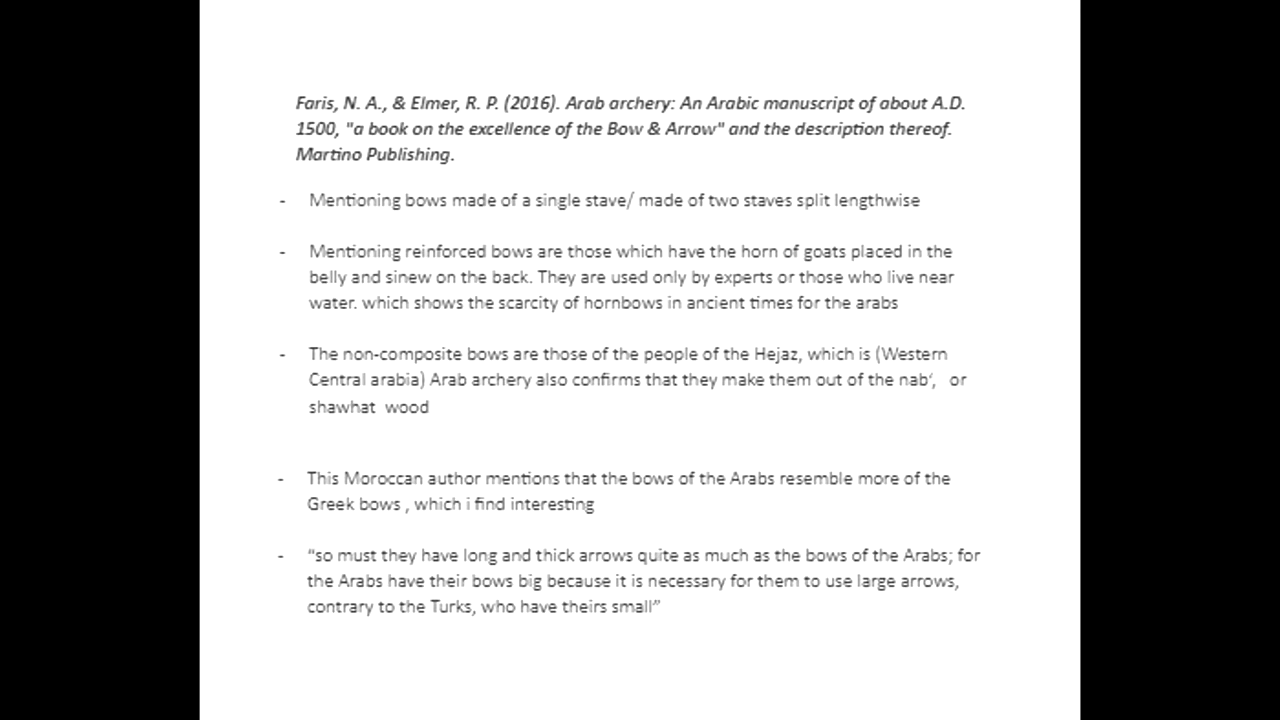 Faris, N. A., & Elmer, R. P. (2016). Arab archery: An Arabic manuscript of about A.D.
1500, "a book on the excellence of the Bow & Arrow" and the description thereof.
Martino Publishing.
- Mentioning bows made of a single stave/ made of two staves split lengthwise
- Mentioning reinforced bows are those which have the horn of goats placed in the
belly and sinew on the back. They are used only by experts or those who live near
water. which shows the scarcity of hornbows in ancient times for the arabs
- The non-composite bows are those of the people of the Hejaz, which is (Western
Central arabia) Arab archery also confirms that they make them out of the nab‘, or
shawhat wood
- This Moroccan author mentions that the bows of the Arabs resemble more of the
Greek bows , which i find interesting
- “so must they have long and thick arrows quite as much as the bows of the Arabs; for
the Arabs have their bows big because it is necessary for them to use large arrows,
contrary to the Turks, who have theirs small”